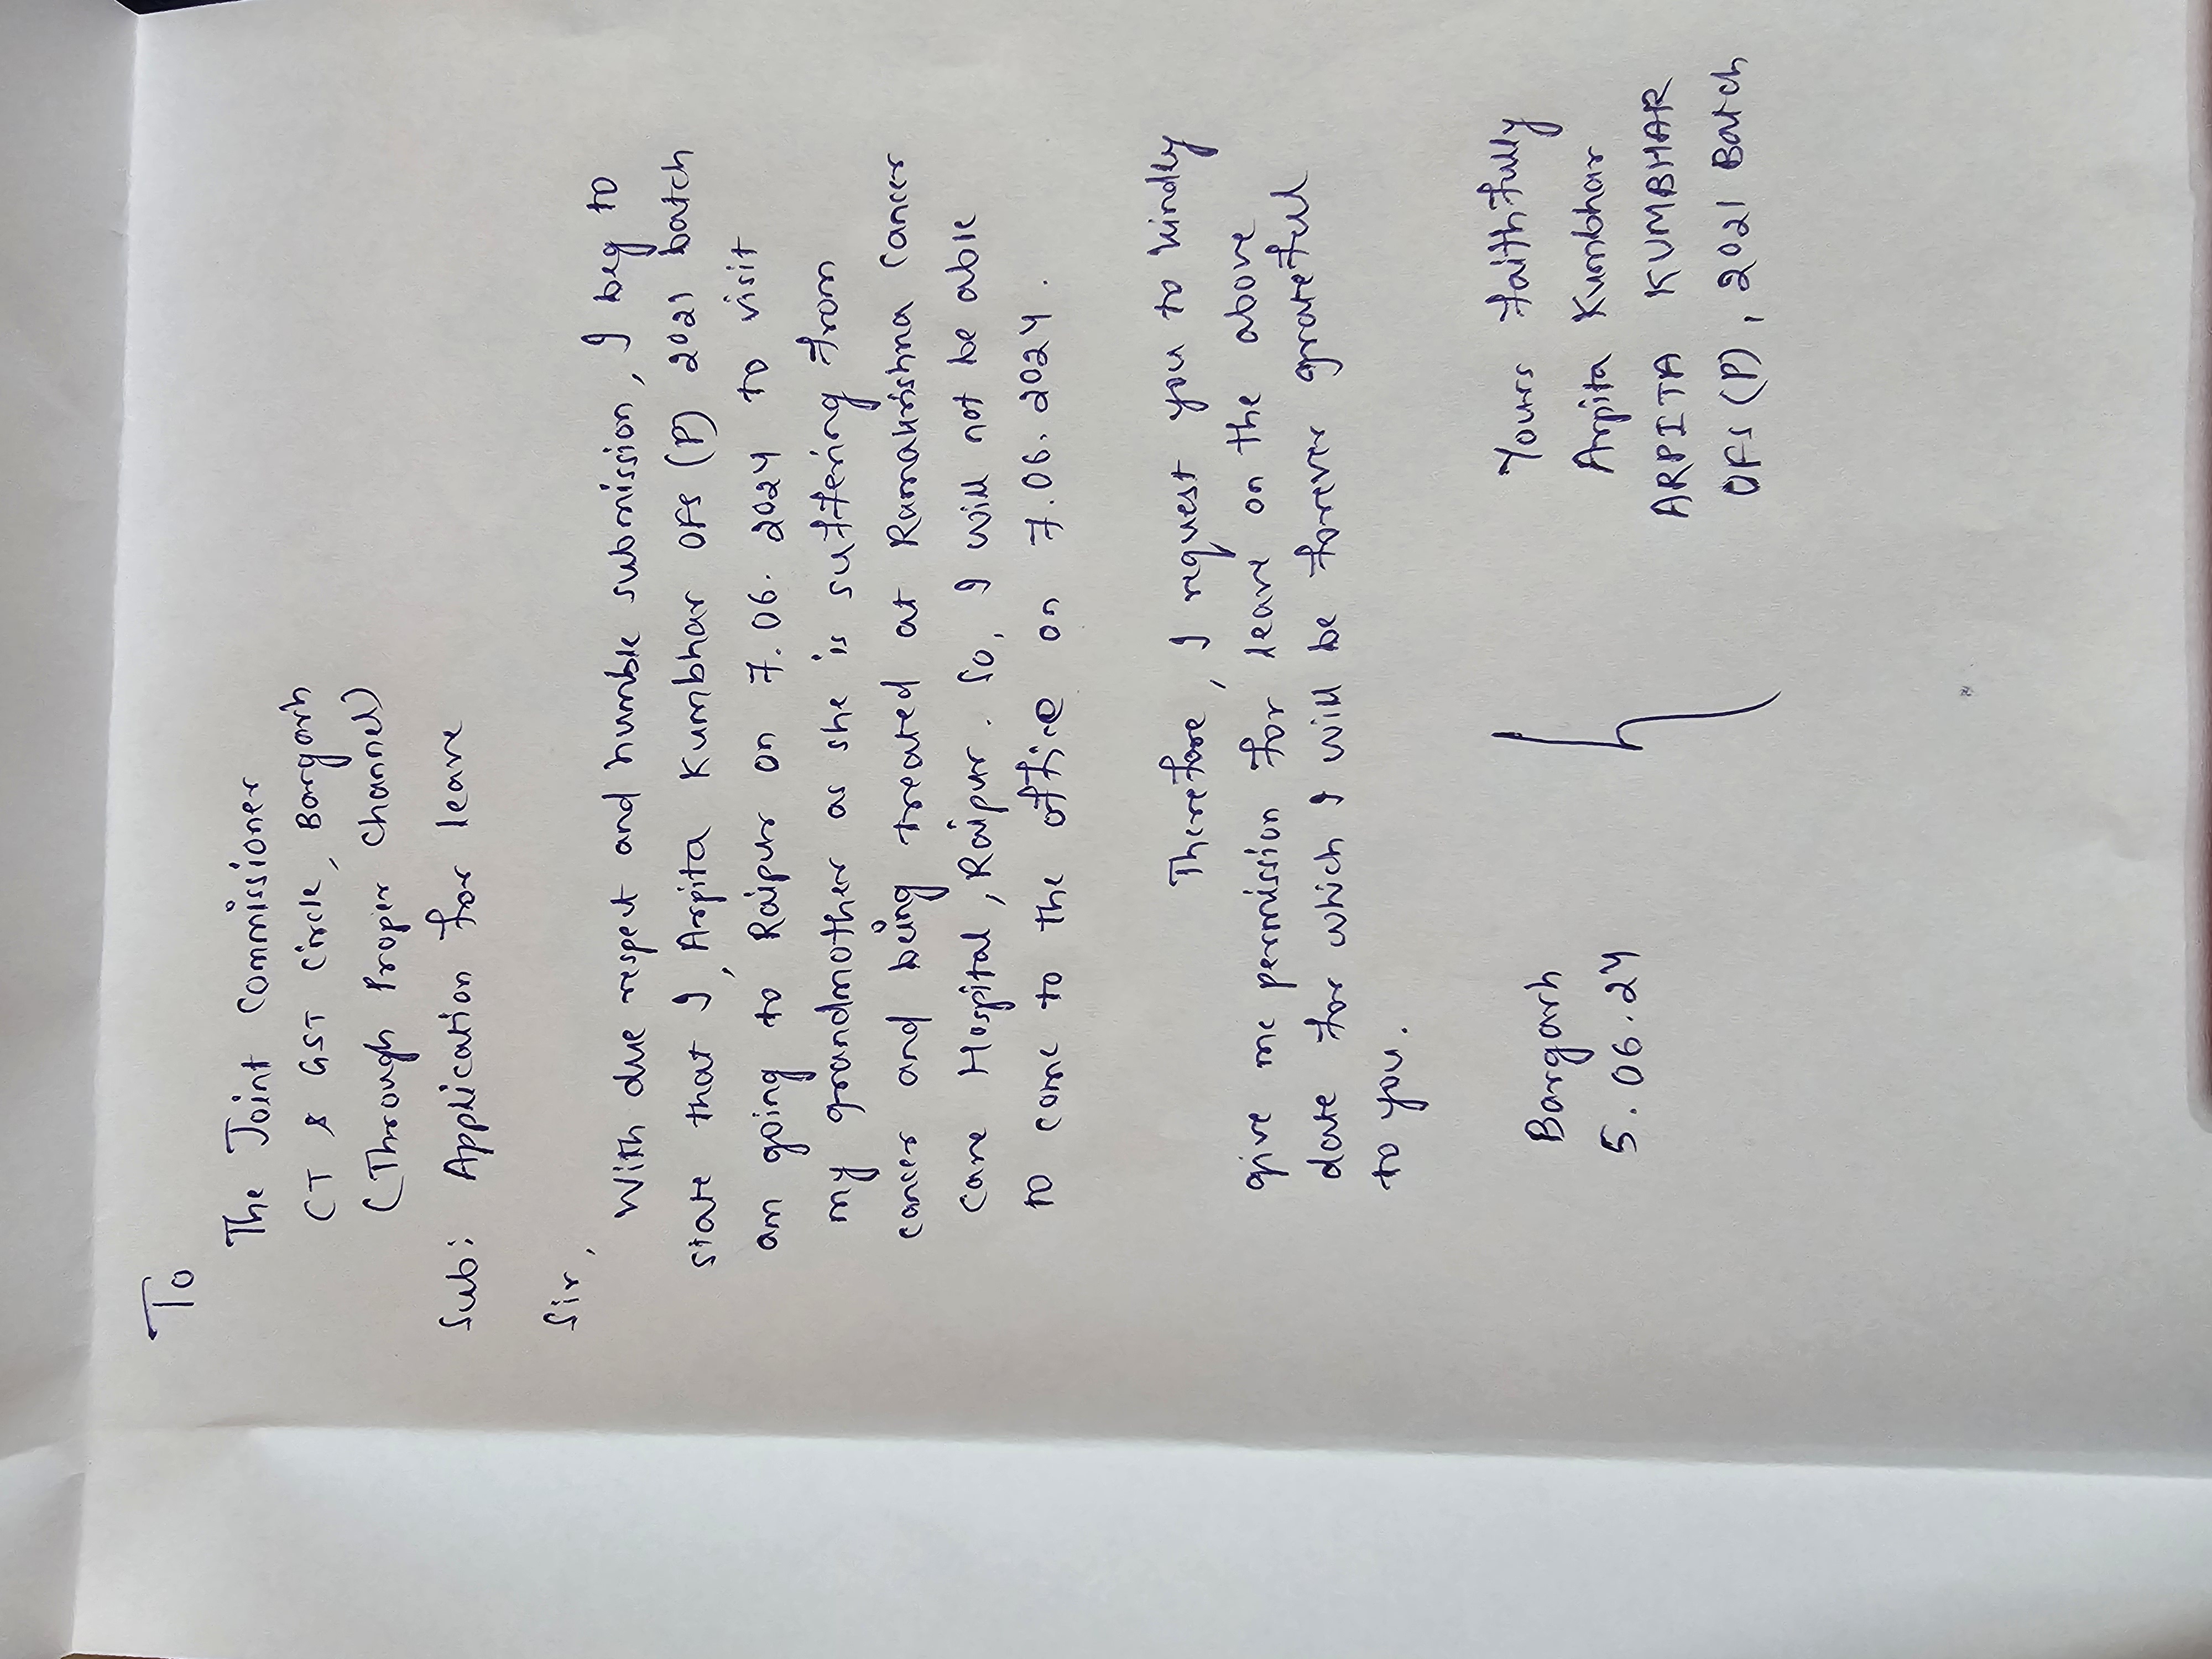 To
The Joint Commissioner
CT & GST Circle, Bargarh
(Through Proper Channel)
Sub: Application for leave
Sir,
With due respect and humble submission, I beg to
state that I, Arpita Kumbhar OFS (P) 2021 batch
am going to Raipur on 7.06.2024 to visit
my grandmother as she is suffering from
cancer and being treated at Ramakrishna Cancer
Care Hospital, Raipur. So, I will not be able
to come to the office on 7.06.2024.
Therefore, I request you to kindly
give me permission for leave on the above
date for which I will be forever grateful
to you.
Bargarh
5.06.24
Yours faithfully
Arpita Kumbhar
ARPITA KUMBHAR
OFS (P), 2021 Batch